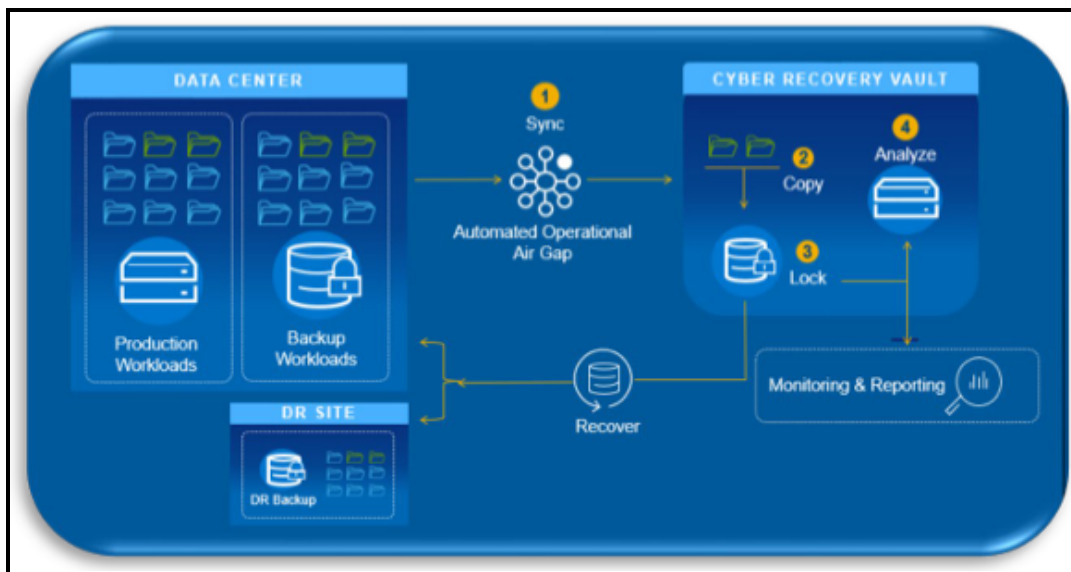 DATA CENTER
Production
Workloads
Backup
Workloads
1
Sync
Automated Operational
Air Gap
CYBER RECOVERY VAULT
2
Copy
3
Lock
4
Analyze
Monitoring & Reporting
Recover
DR SITE
DR Backup